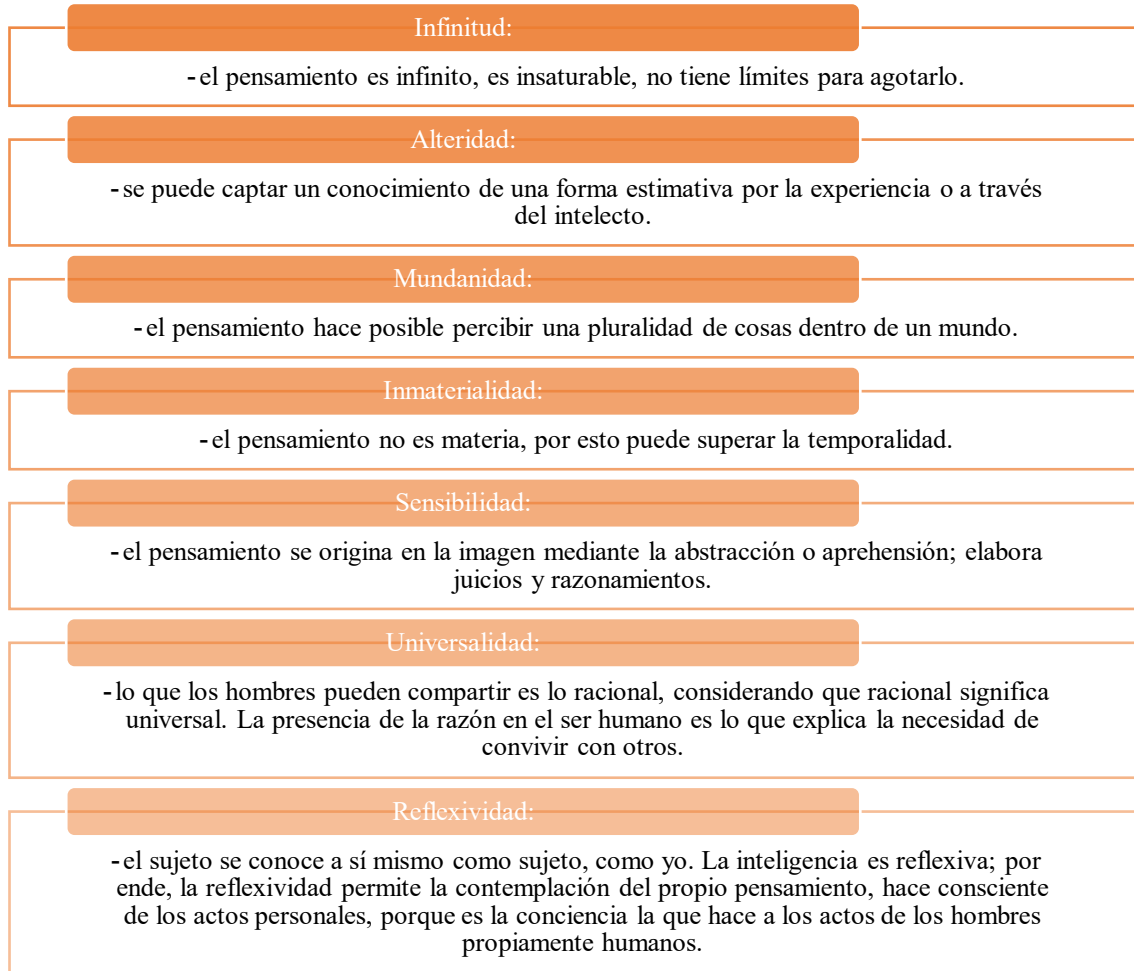 Infinitud:
-el pensamiento es infinito, es insaturable, no tiene límites para agotarlo.
Alteridad:
-se puede captar un conocimiento de una forma estimativa por la experiencia o a través
del intelecto.
Mundanidad:
-el pensamiento hace posible percibir una pluralidad de cosas dentro de un mundo.
Inmaterialidad:
-el pensamiento no es materia, por esto puede superar la temporalidad.
Sensibilidad:
-el pensamiento se origina en la imagen mediante la abstracción o aprehensión; elabora
juicios y razonamientos.
Universalidad:
-lo que los hombres pueden compartir es lo racional, considerando que racional significa
universal. La presencia de la razón en el ser humano es lo que explica la necesidad de
convivir con otros.
Reflexividad:
-el sujeto se conoce a sí mismo como sujeto, como yo. La inteligencia es reflexiva; por
ende, la reflexividad permite la contemplación del propio pensamiento, hace consciente
de los actos personales, porque es la conciencia la que hace a los actos de los hombres
propiamente humanos.